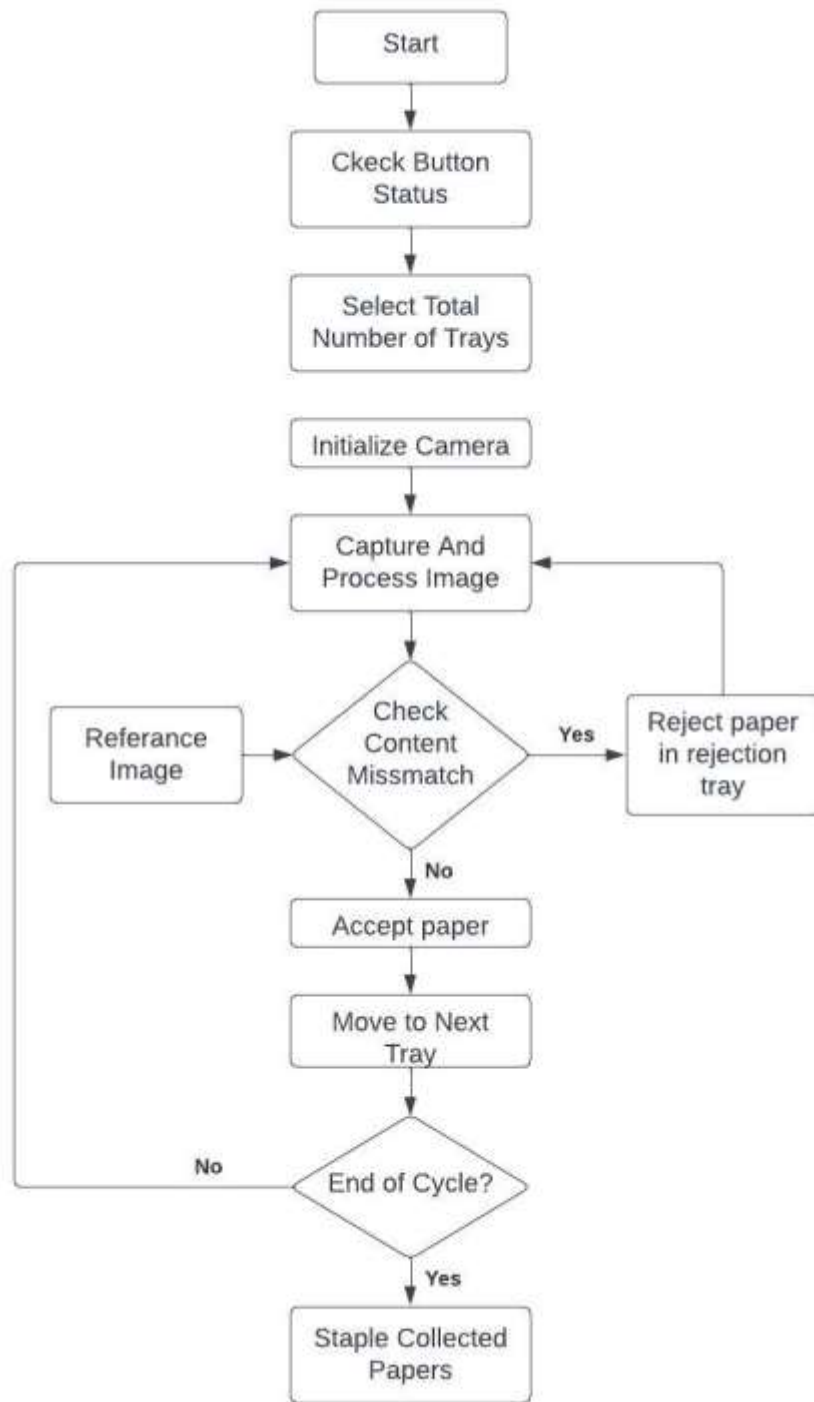 Start
Ckeck Button
Status
Select Total
Number of Trays
Initialize Camera
Capture And
Process Image
Referance
Image
Check
Content
Missmatch
Yes
Reject paper
in rejection
tray
No
Accept paper
Move to Next
Tray
No
End of Cycle?
Yes
Staple Collected
Papers